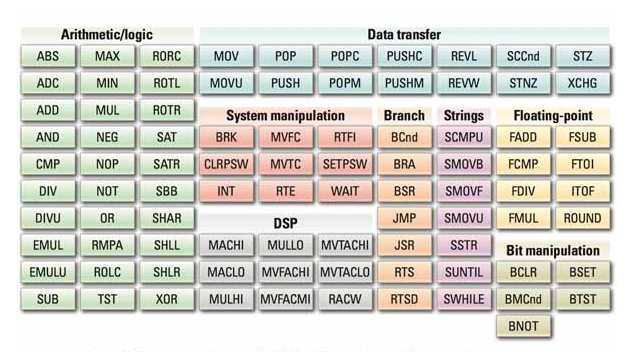 Arithmetic/logic Data transfer
ABS MAX RORC MOV POP POPC PUSHC REVL SCCnd STZ
ADC MIN ROTL MOVU PUSH POPM PUSHM REVW STNZ XCHG
ADD MUL ROTR System manipulation Branch Strings Floating-point
AND NEG SAT BRK MVFC RTFI BCnd SCMPU FADD FSUB
CMP NOP SATR CLRPSW MVTC SETPSW BRA SMOVB FCMP FTOI
DIV NOT SBB INT RTE WAIT BSR SMOVF FDIV ITOF
DIVU OR SHAR DSP JMP SMOVU FMUL ROUND
EMUL RMPA SHLL MACHI MULLO MVTACHI JSR SSTR Bit manipulation
EMULU ROLC SHLR MACLO MVFACHI MVTACLO RTS SUNTIL BCLR BSET
SUB TST XOR MULHI MVFACMI RACW RTSD SWHILE BMCnd BTST
BNOT